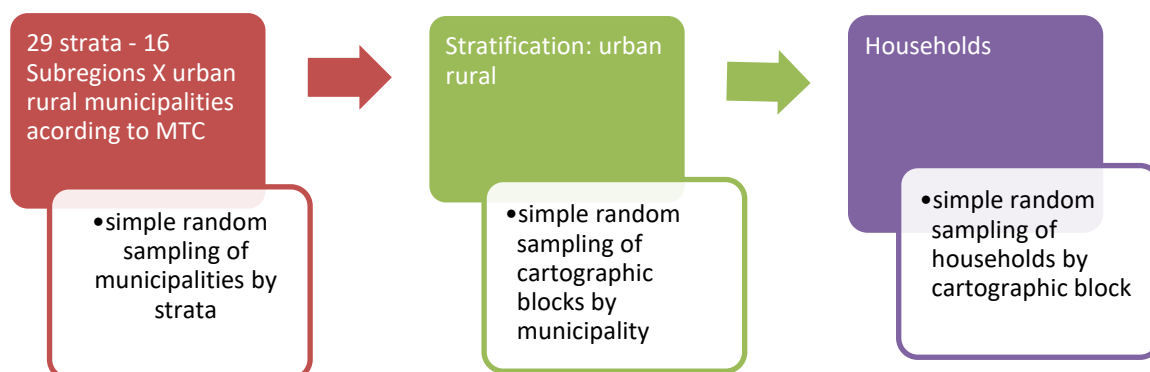 29 strata - 16
Subregions X urban
rural municipalities
acording to MTC
•simple random
sampling of
municipalities by
strata
Stratification: urban
rural
•simple random
sampling of
cartographic
blocks by
municipality
Households
•simple random
sampling of
households by
cartographic block